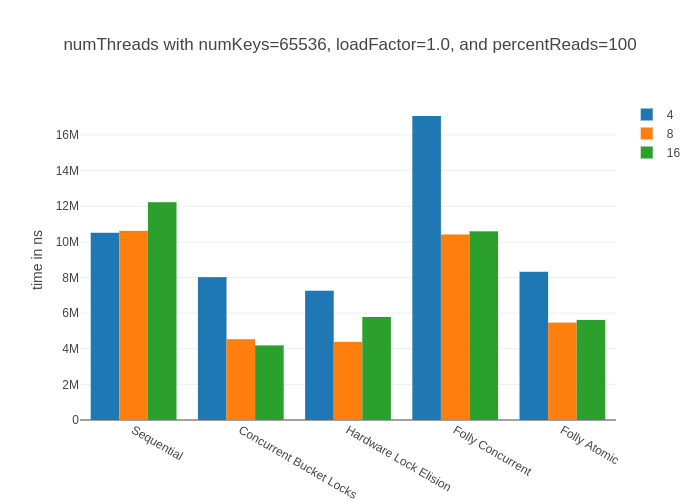 numThreads with numKeys=65536, loadFactor=1.0, and percentReads=100
4
8
16
time in ns
16M
14M
12M
10M
8M
6M
4M
2M
0
Sequential
Concurrent Bucket Locks
Hardware Lock Elision
Folly Concurrent
Folly Atomic